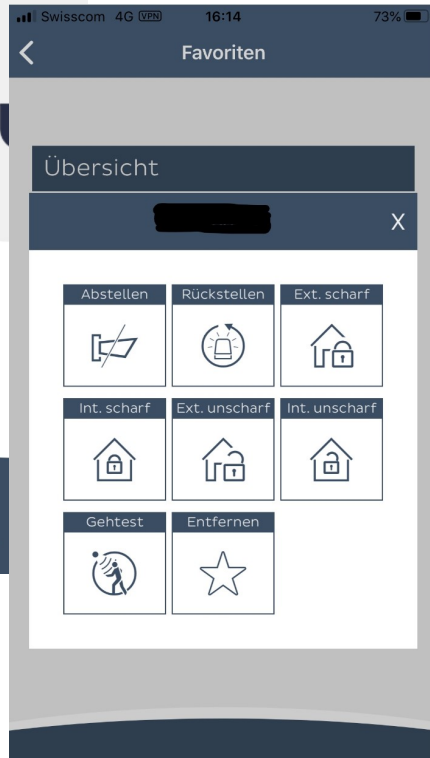 Swisscom 4G VPN 16:14 73%
Favoriten
Übersicht
X
Abstellen Rückstellen Ext. scharf
Int. scharf Ext. unscharf Int. unscharf
Gehtest Entfernen